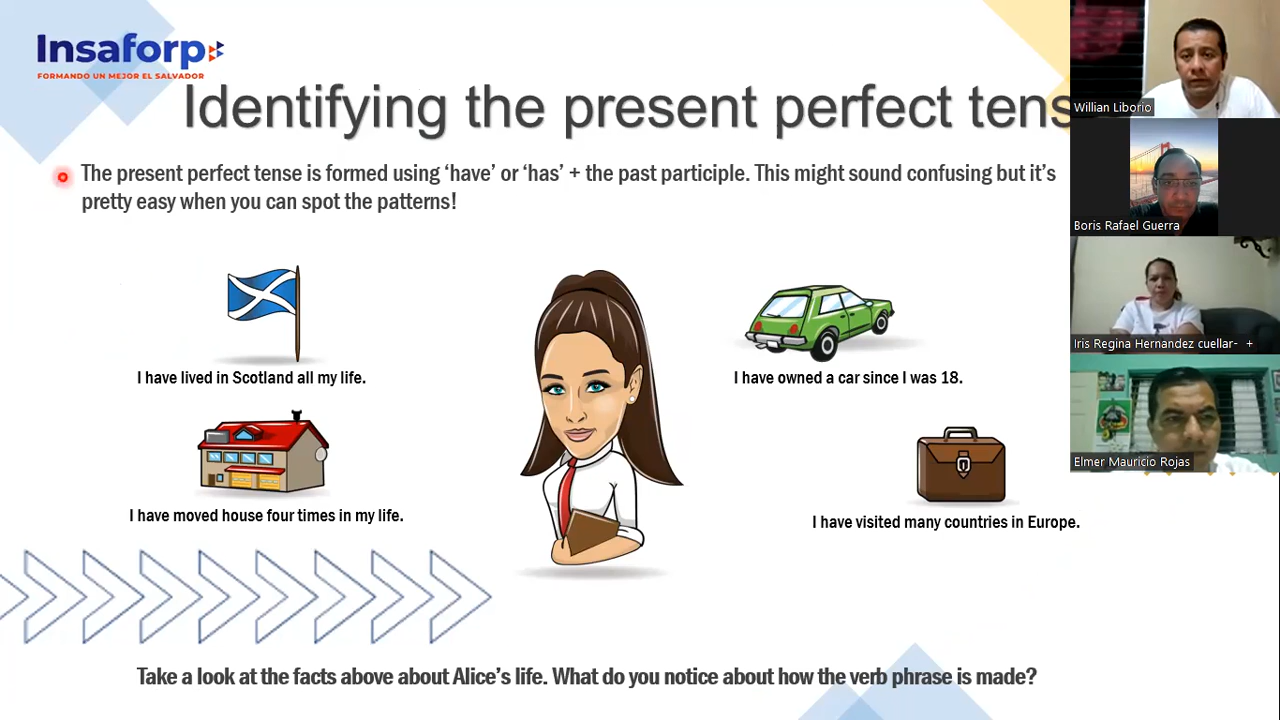 Insaforp
FORMANDO UN MEJOR EL SALVADOR
Identifying the present perfect tens
The present perfect tense is formed using ‘have’ or ‘has’ + the past participle. This might sound confusing but it’s
pretty easy when you can spot the patterns!
I have lived in Scotland all my life.
I have owned a car since I was 18.
I have moved house four times in my life.
I have visited many countries in Europe.
Take a look at the facts above about Alice’s life. What do you notice about how the verb phrase is made?
Willian Liborio
Boris Rafael Guerra
Iris Regina Hernandez cuellar- +
Elmer Mauricio Rojas